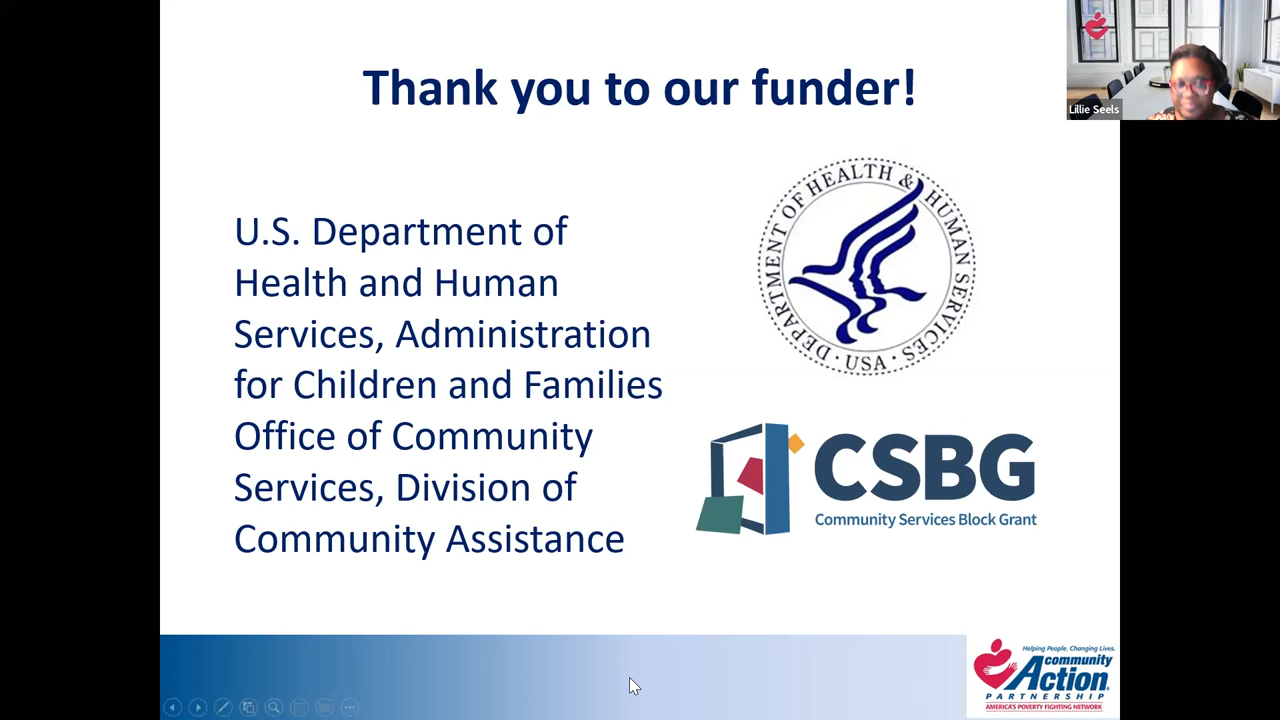 Thank you to our funder!
Lillie Seels
U.S. Department of
Health and Human
Services, Administration
for Children and Families
Office of Community
Services, Division of
Community Assistance
DEPARTMENT OF HEALTH & HUMAN SERVICES · USA ·
CSBG
Community Services Block Grant
Helping People. Changing Lives.
community
Action
PARTNERSHIP
AMERICA'S POVERTY FIGHTING NETWORK